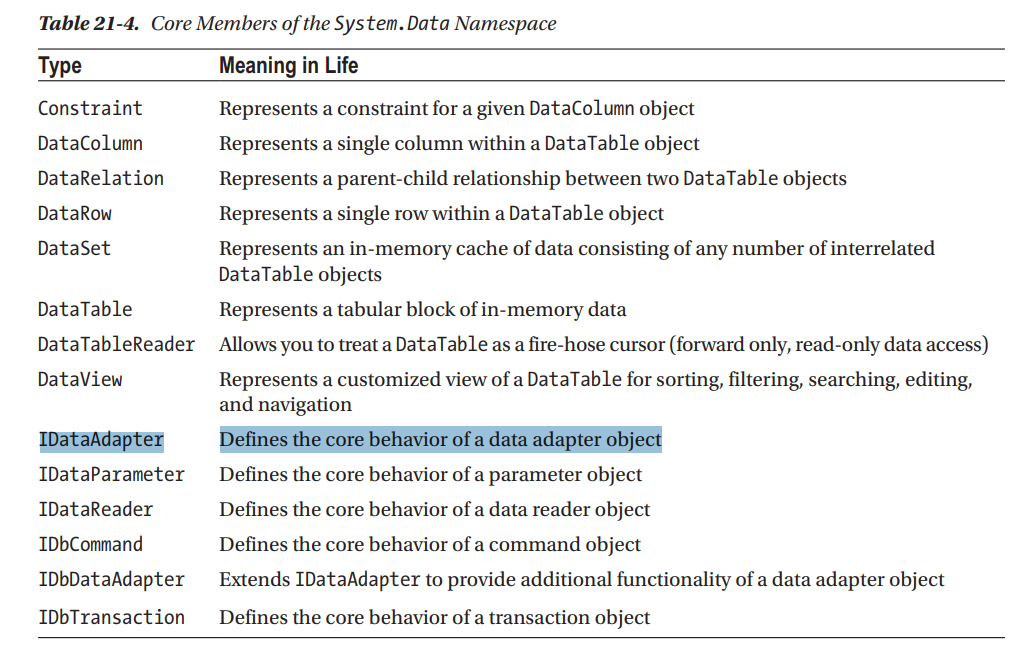 Table 21-4. Core Members of the System.Data Namespace
Type Meaning in Life
Constraint Represents a constraint for a given DataColumn object
DataColumn Represents a single column within a DataTable object
DataRelation Represents a parent-child relationship between two DataTable objects
DataRow Represents a single row within a DataTable object
DataSet Represents an in-memory cache of data consisting of any number of interrelated
DataTable objects
DataTable Represents a tabular block of in-memory data
DataTableReader Allows you to treat a DataTable as a fire-hose cursor (forward only, read-only data access)
DataView Represents a customized view of a DataTable for sorting, filtering, searching, editing,
and navigation
IDataAdapter Defines the core behavior of a data adapter object
IDataParameter Defines the core behavior of a parameter object
IDataReader Defines the core behavior of a data reader object
IDbCommand Defines the core behavior of a command object
IDbDataAdapter Extends IDataAdapter to provide additional functionality of a data adapter object
IDbTransaction Defines the core behavior of a transaction object